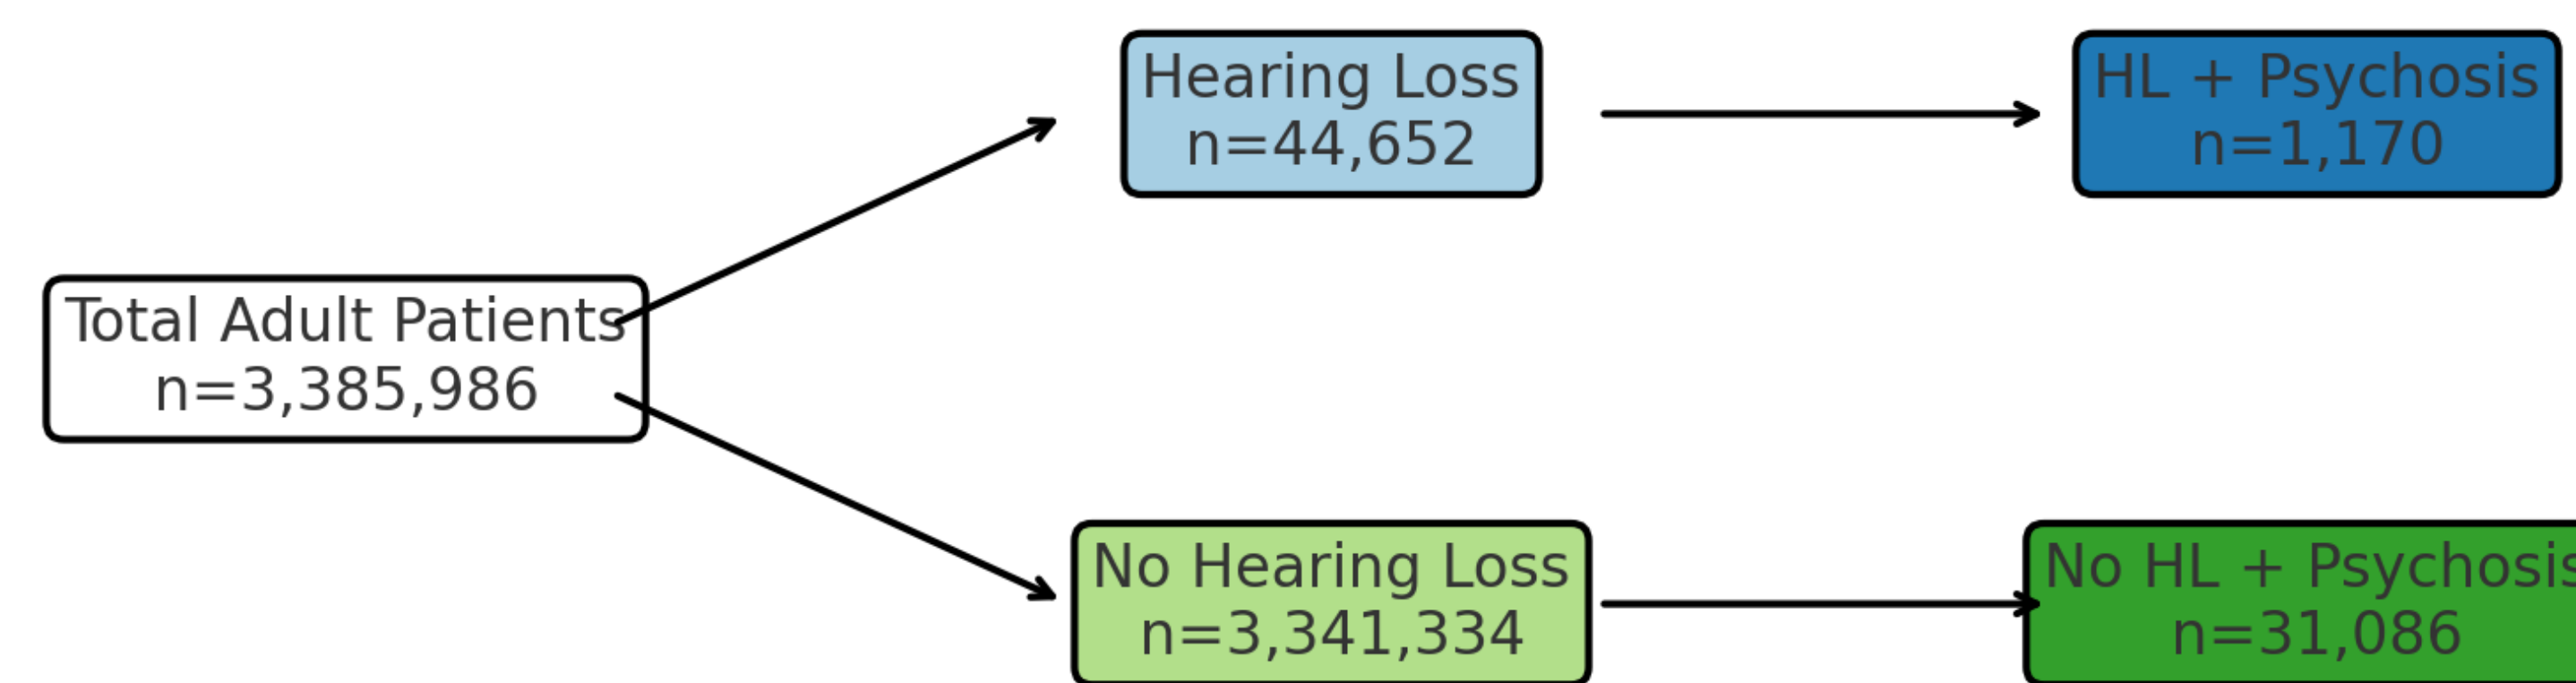 Total Adult Patients
n=3,385,986
Hearing Loss
n=44,652
HL + Psychosis
n=1,170
No Hearing Loss
n=3,341,334
No HL + Psychosis
n=31,086